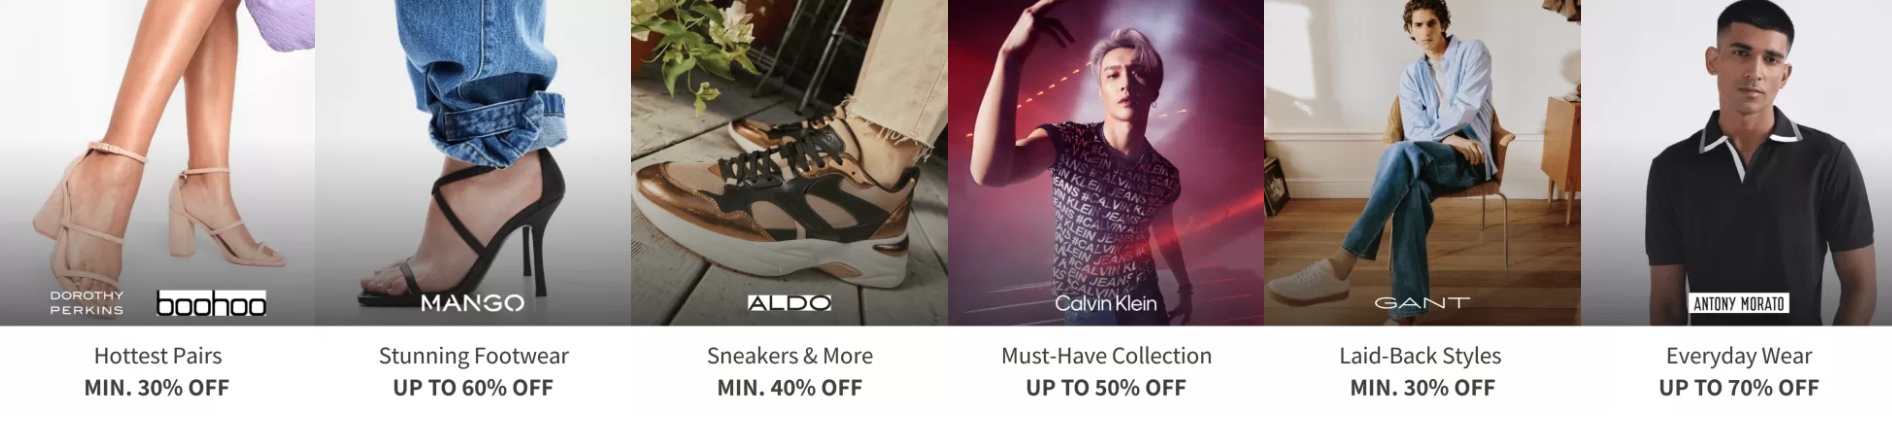 DOROTHY
PERKINS
boohoo
Hottest Pairs
MIN. 30% OFF
MANGO
Stunning Footwear
UP TO 60% OFF
ALDO
Sneakers & More
MIN. 40% OFF
Calvin Klein
Must-Have Collection
UP TO 50% OFF
GANT
Laid-Back Styles
MIN. 30% OFF
ANTONY MORATO
Everyday Wear
UP TO 70% OFF